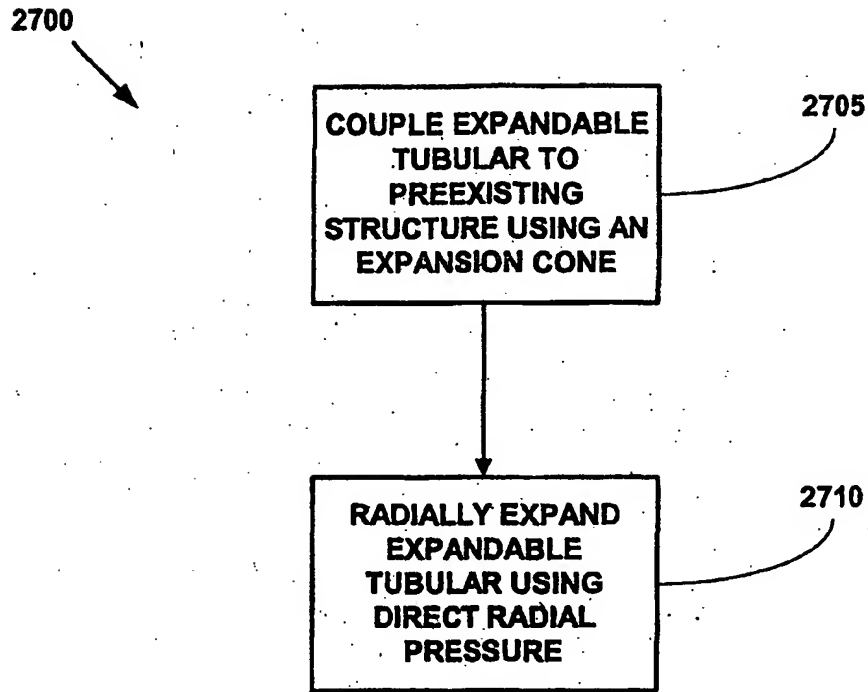 2700
2705
COUPLE EXPANDABLE
TUBULAR TO
PREEXISTING
STRUCTURE USING AN
EXPANSION CONE
2710
RADIALLY EXPAND
EXPANDABLE
TUBULAR USING
DIRECT RADIAL
PRESSURE